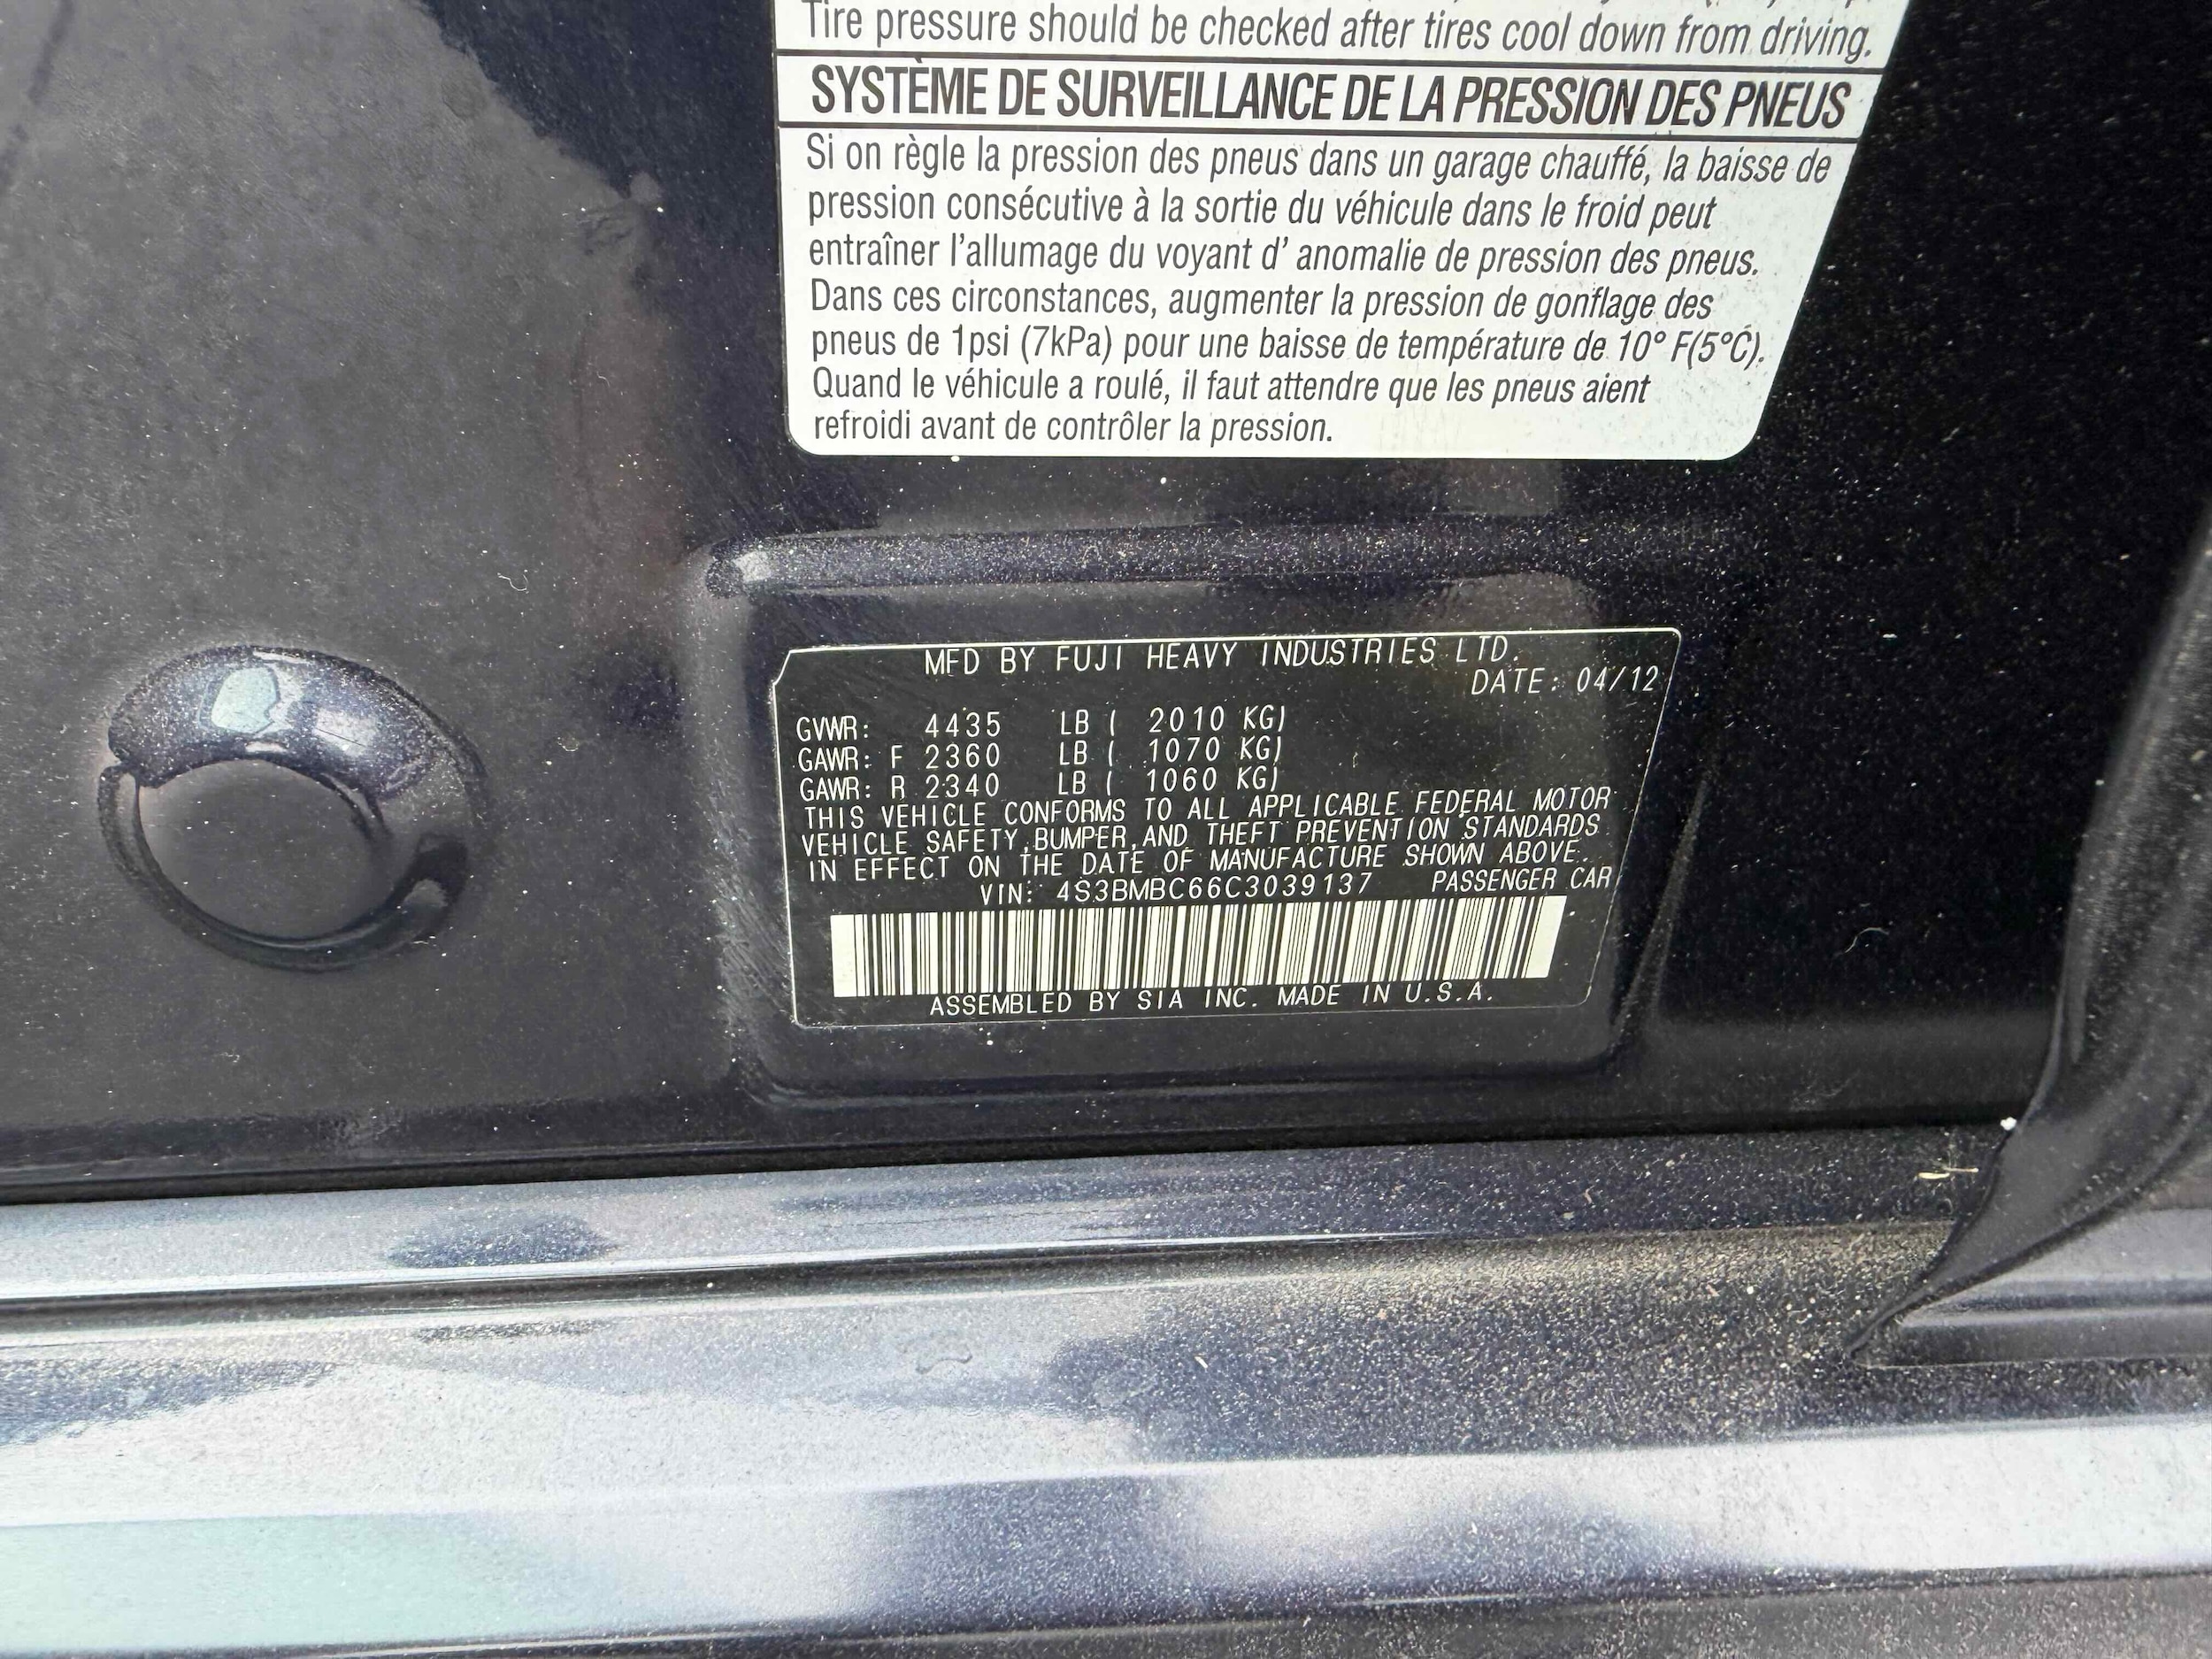 Tire pressure should be checked after tires cool down from driving.
SYSTÈME DE SURVEILLANCE DE LA PRESSION DES PNEUS
Si on règle la pression des pneus dans un garage chauffé, la baisse de
pression consécutive à la sortie du véhicule dans le froid peut
entraîner l'allumage du voyant d' anomalie de pression des pneus.
Dans ces circonstances, augmenter la pression de gonflage des
pneus de 1psi (7kPa) pour une baisse de température de 10° F(5°C).
Quand le véhicule a roulé, il faut attendre que les pneus aient
refroidi avant de contrôler la pression.
MFD BY FUJI HEAVY INDUSTRIES LTD.
DATE: 04/12
GVWR: 4435 LB ( 2010 KG)
GAWR: F 2360 LB ( 1070 KG)
GAWR: R 2340 LB ( 1060 KG)
THIS VEHICLE CONFORMS TO ALL APPLICABLE FEDERAL MOTOR
VEHICLE SAFETY,BUMPER,AND THEFT PREVENTION STANDARDS
IN EFFECT ON THE DATE OF MANUFACTURE SHOWN ABOVE.
VIN: 4S3BMBC66C3039137 PASSENGER CAR
ASSEMBLED BY SIA INC. MADE IN U.S.A.